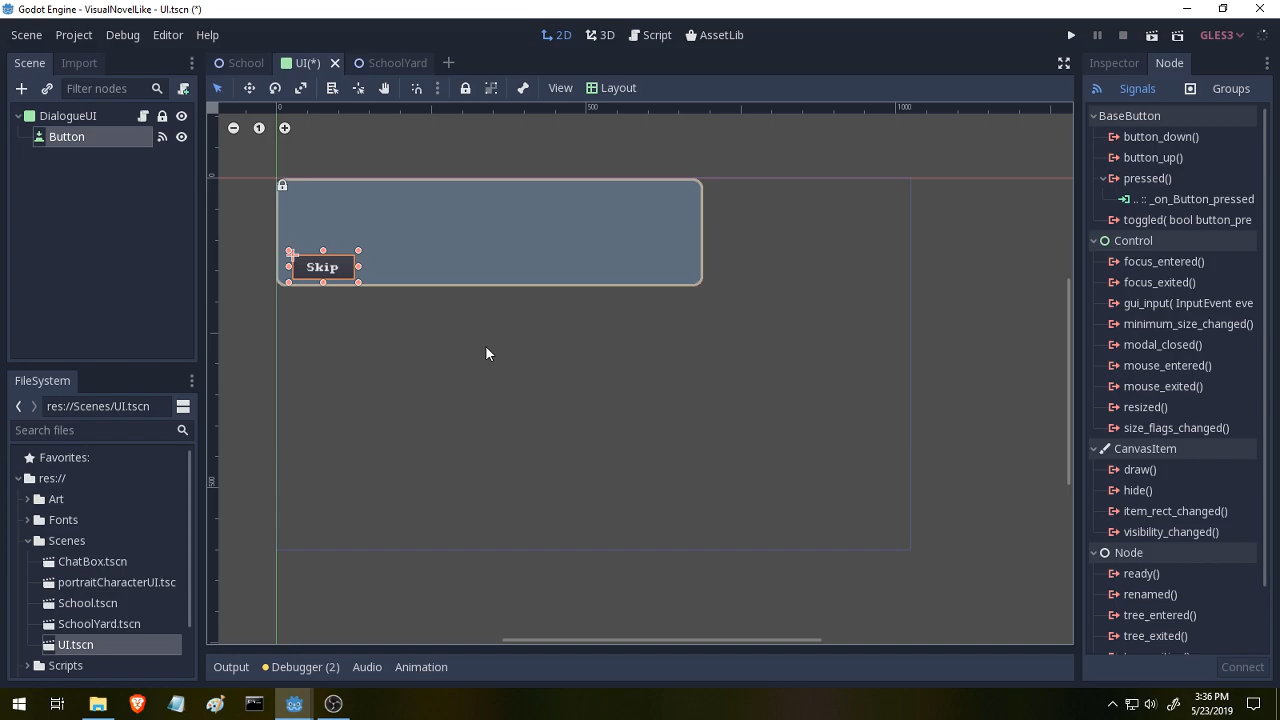 Godot Engine - VisualNovelLike - UI.tscn (*)
Scene Project Debug Editor Help
2D 3D Script AssetLib
GLES3
Scene Import
School UI(*) SchoolYard
Inspector Node
Filter nodes
View Layout
Signals Groups
DialogueUI
Button
0 500 1000
0
500
1
Skip
BaseButton
button_down()
button_up()
pressed()
.. :: _on_Button_pressed
toggled( bool button_pre
Control
focus_entered()
focus_exited()
gui_input( InputEvent eve
minimum_size_changed()
modal_closed()
mouse_entered()
mouse_exited()
resized()
size_flags_changed()
CanvasItem
draw()
hide()
item_rect_changed()
visibility_changed()
Node
ready()
renamed()
tree_entered()
tree_exited()
Connect
FileSystem
res://Scenes/UI.tscn
Search files
Favorites:
res://
Art
Fonts
Scenes
ChatBox.tscn
portraitCharacterUI.tsc
School.tscn
SchoolYard.tscn
UI.tscn
Scripts
Output Debugger (2) Audio Animation
3:36 PM
5/23/2019